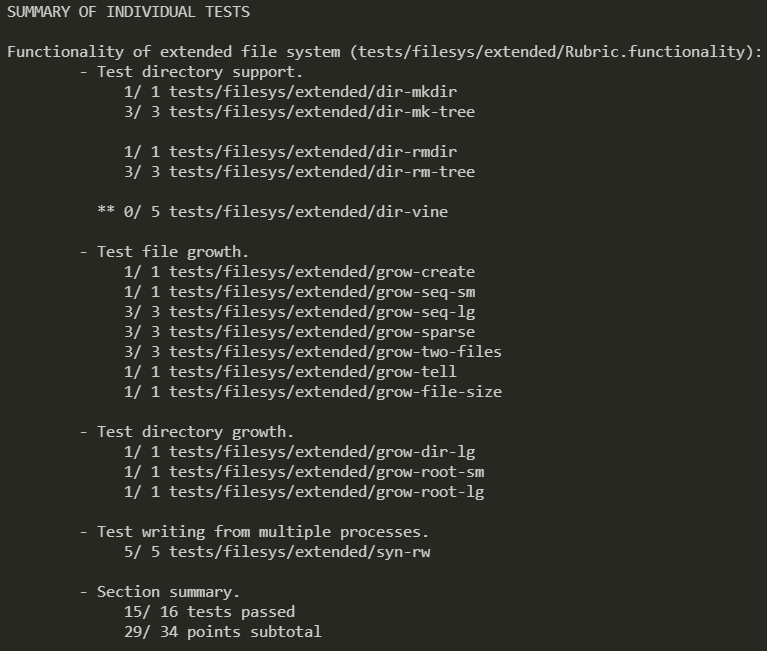 SUMMARY OF INDIVIDUAL TESTS
Functionality of extended file system (tests/filesys/extended/Rubric.functionality):
- Test directory support.
1/ 1 tests/filesys/extended/dir-mkdir
3/ 3 tests/filesys/extended/dir-mk-tree
1/ 1 tests/filesys/extended/dir-rmdir
3/ 3 tests/filesys/extended/dir-rm-tree
** 0/ 5 tests/filesys/extended/dir-vine
- Test file growth.
1/ 1 tests/filesys/extended/grow-create
1/ 1 tests/filesys/extended/grow-seq-sm
3/ 3 tests/filesys/extended/grow-seq-lg
3/ 3 tests/filesys/extended/grow-sparse
3/ 3 tests/filesys/extended/grow-two-files
1/ 1 tests/filesys/extended/grow-tell
1/ 1 tests/filesys/extended/grow-file-size
- Test directory growth.
1/ 1 tests/filesys/extended/grow-dir-lg
1/ 1 tests/filesys/extended/grow-root-sm
1/ 1 tests/filesys/extended/grow-root-lg
- Test writing from multiple processes.
5/ 5 tests/filesys/extended/syn-rw
- Section summary.
15/ 16 tests passed
29/ 34 points subtotal